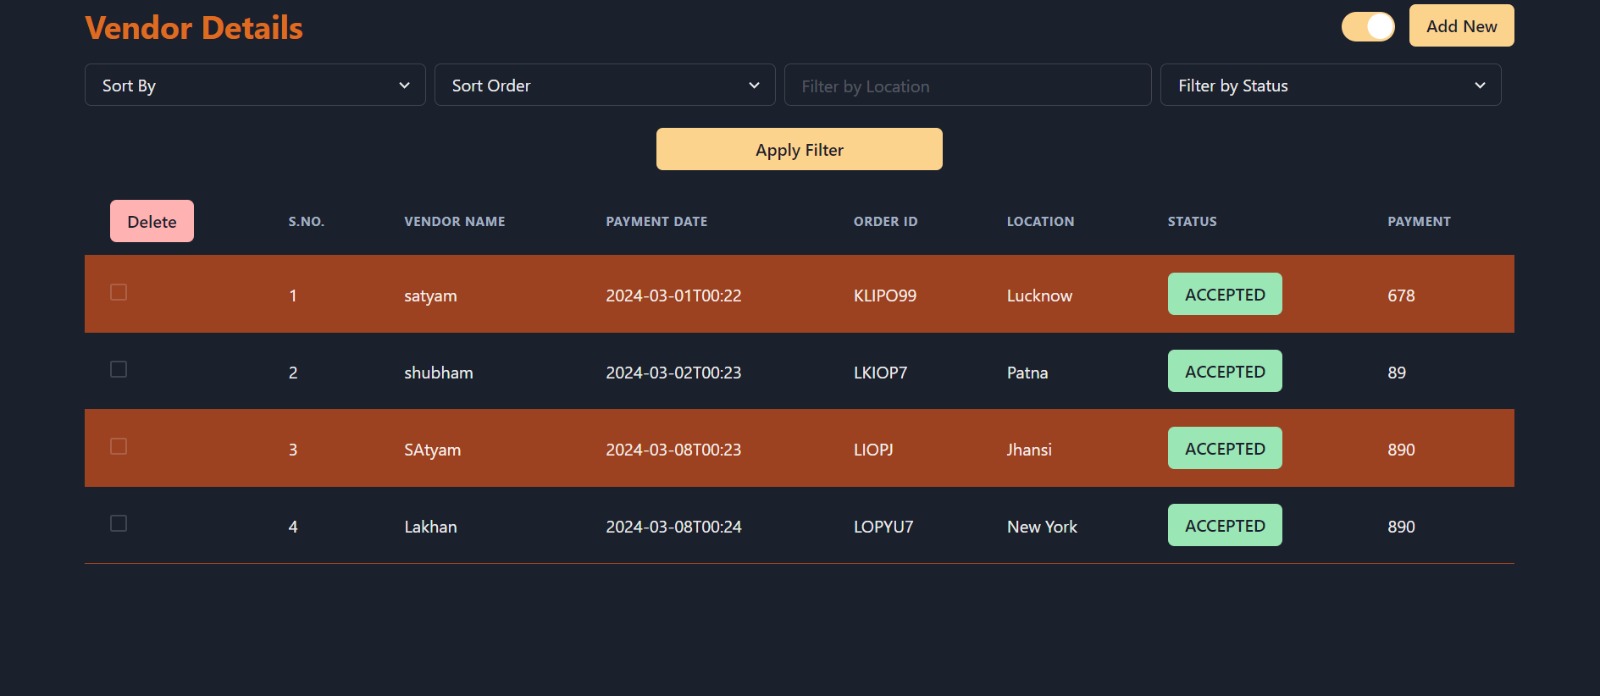 Vendor Details
Add New
Sort By
Sort Order
Filter by Location
Filter by Status
Apply Filter
Delete S.NO. VENDOR NAME PAYMENT DATE ORDER ID LOCATION STATUS PAYMENT
1 satyam 2024-03-01T00:22 KLIPO99 Lucknow ACCEPTED 678
2 shubham 2024-03-02T00:23 LKIOP7 Patna ACCEPTED 89
3 SAtyam 2024-03-08T00:23 LIOPJ Jhansi ACCEPTED 890
4 Lakhan 2024-03-08T00:24 LOPYU7 New York ACCEPTED 890